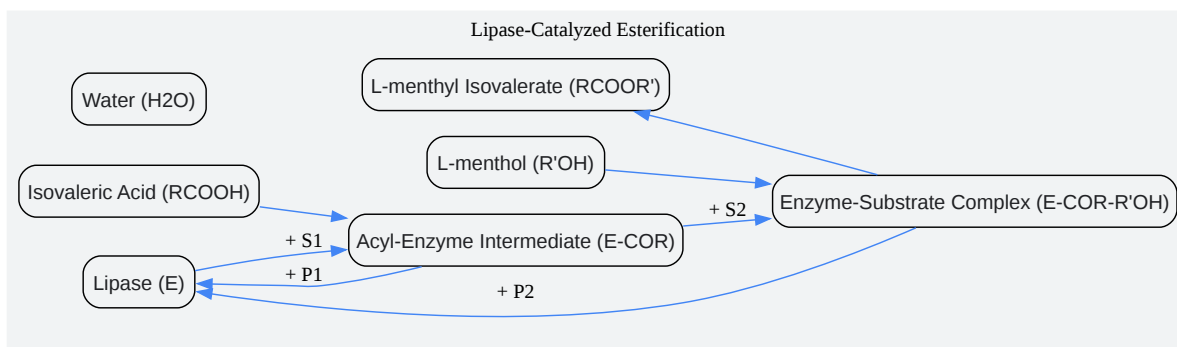 Lipase-Catalyzed Esterification
L-menthyl Isovalerate (RCOOR')
Water (H2O)
L-menthol (R'OH)
Isovaleric Acid (RCOOH)
Enzyme-Substrate Complex (E-COR-R'OH)
+ S2
+ S1
Acyl-Enzyme Intermediate (E-COR)
+ P1
Lipase (E)
+ P2